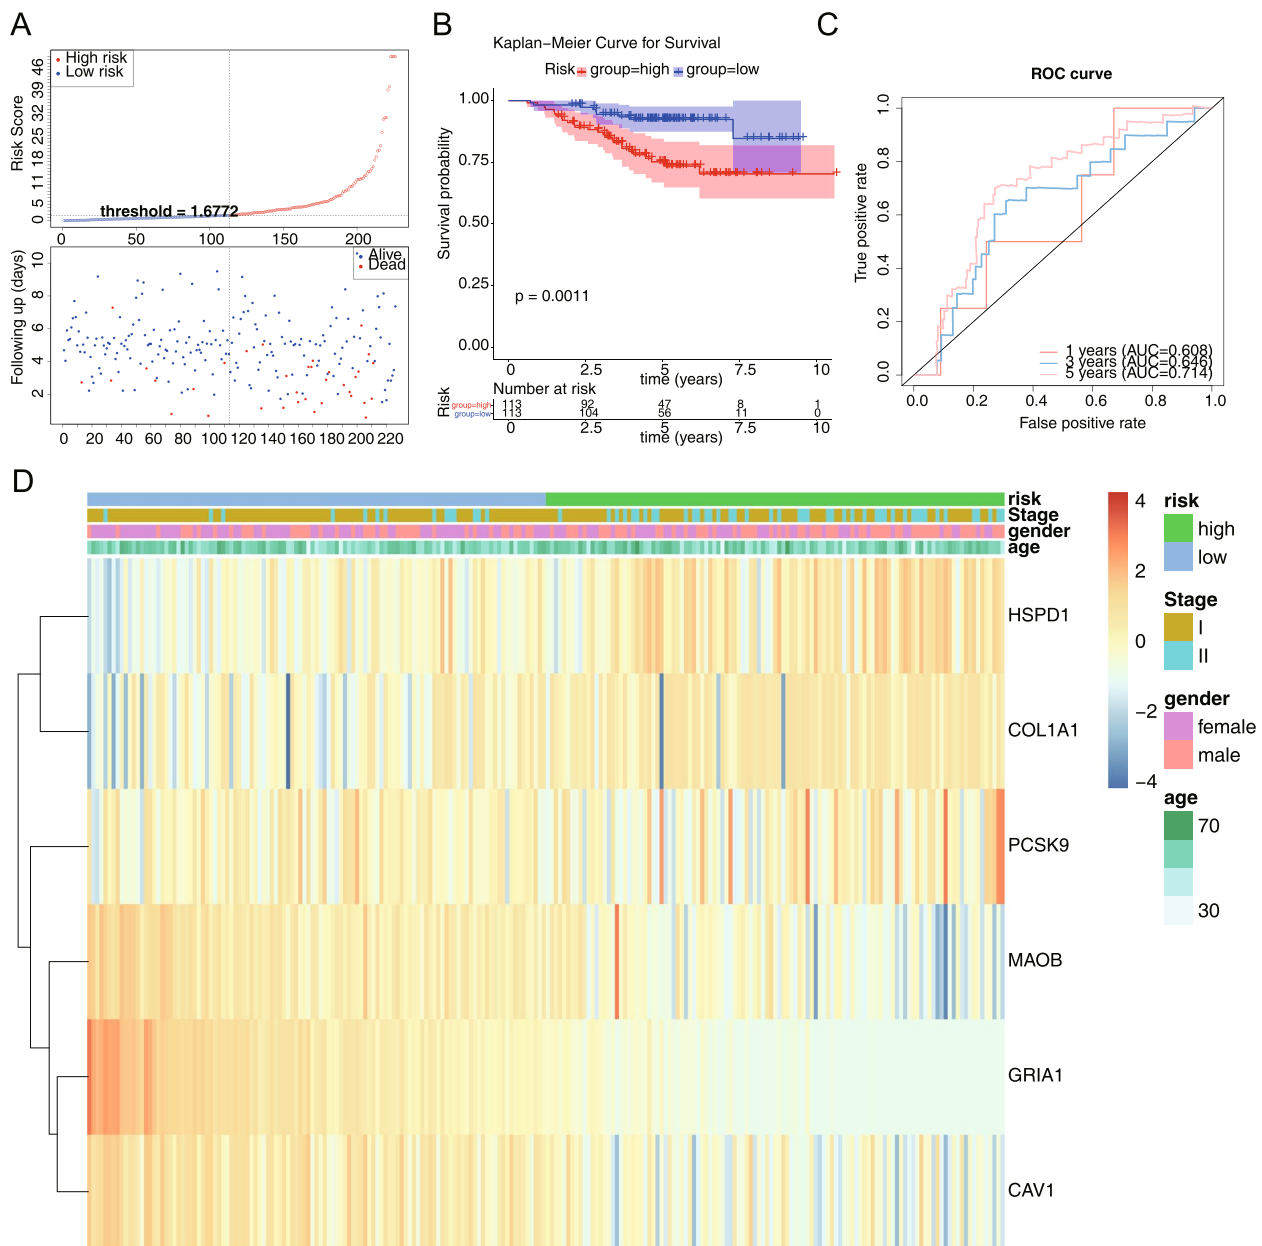 A
High risk
Low risk
Risk Score
0 5 11 18 25 32 39 46
threshold = 1.6772
0 50 100 150 200
Alive
Dead
Following up (days)
2 4 6 8 10
0 20 40 60 80 100 120 140 160 180 200 220
B
Kaplan−Meier Curve for Survival
Risk group=high group=low
Survival probability
1.00
0.75
0.50
0.25
0.00
p = 0.0011
0 2.5 5 7.5 10
time (years)
Number at risk
Risk
group=high 113 92 47 8 1
group=low 113 104 56 11 0
0 2.5 5 7.5 10
time (years)
C
ROC curve
True positive rate
0.0 0.2 0.4 0.6 0.8 1.0
1 years (AUC=0.608)
3 years (AUC=0.646)
5 years (AUC=0.714)
0.0 0.2 0.4 0.6 0.8 1.0
False positive rate
D
risk
Stage
gender
age
HSPD1
COL1A1
PCSK9
MAOB
GRIA1
CAV1
4
2
0
−2
−4
risk
high
low
Stage
I
II
gender
female
male
age
70
30